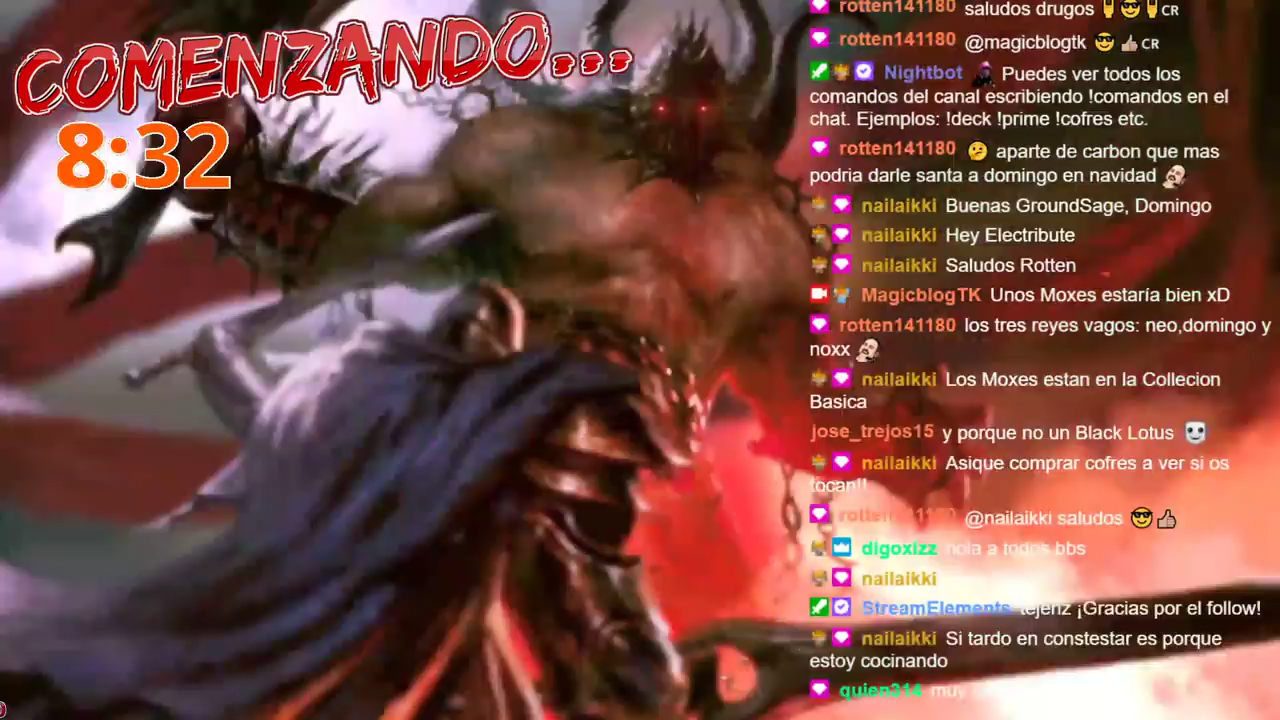 COMENZANDO...
8:32
rotten141180 saludos drugos CR
rotten141180 @magicblogtk CR
Nightbot Puedes ver todos los
comandos del canal escribiendo !comandos en el
chat. Ejemplos: !deck !prime !cofres etc.
rotten141180 🤔 aparte de carbon que mas
podria darle santa a domingo en navidad
nailaikki Buenas GroundSage, Domingo
nailaikki Hey Electribute
nailaikki Saludos Rotten
MagicblogTK Unos Moxes estaría bien xD
rotten141180 los tres reyes vagos: neo,domingo y
noxx
nailaikki Los Moxes estan en la Collecion
Basica
jose_trejos15 y porque no un Black Lotus
nailaikki Asique comprar cofres a ver si os
tocan!!
rotten141180 @nailaikki saludos 😎👍
digoxizz hola a todos bbs
nailaikki
StreamElements tejeriz ¡Gracias por el follow!
nailaikki Si tardo en constestar es porque
estoy cocinando
quien314 muy